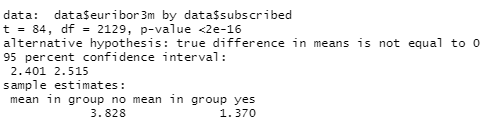 data:  data$euribor3m by data$subscribed
t = 84, df = 2129, p-value <2e-16
alternative hypothesis: true difference in means is not equal to 0
95 percent confidence interval:
 2.401 2.515
sample estimates:
 mean in group no mean in group yes
            3.828             1.370